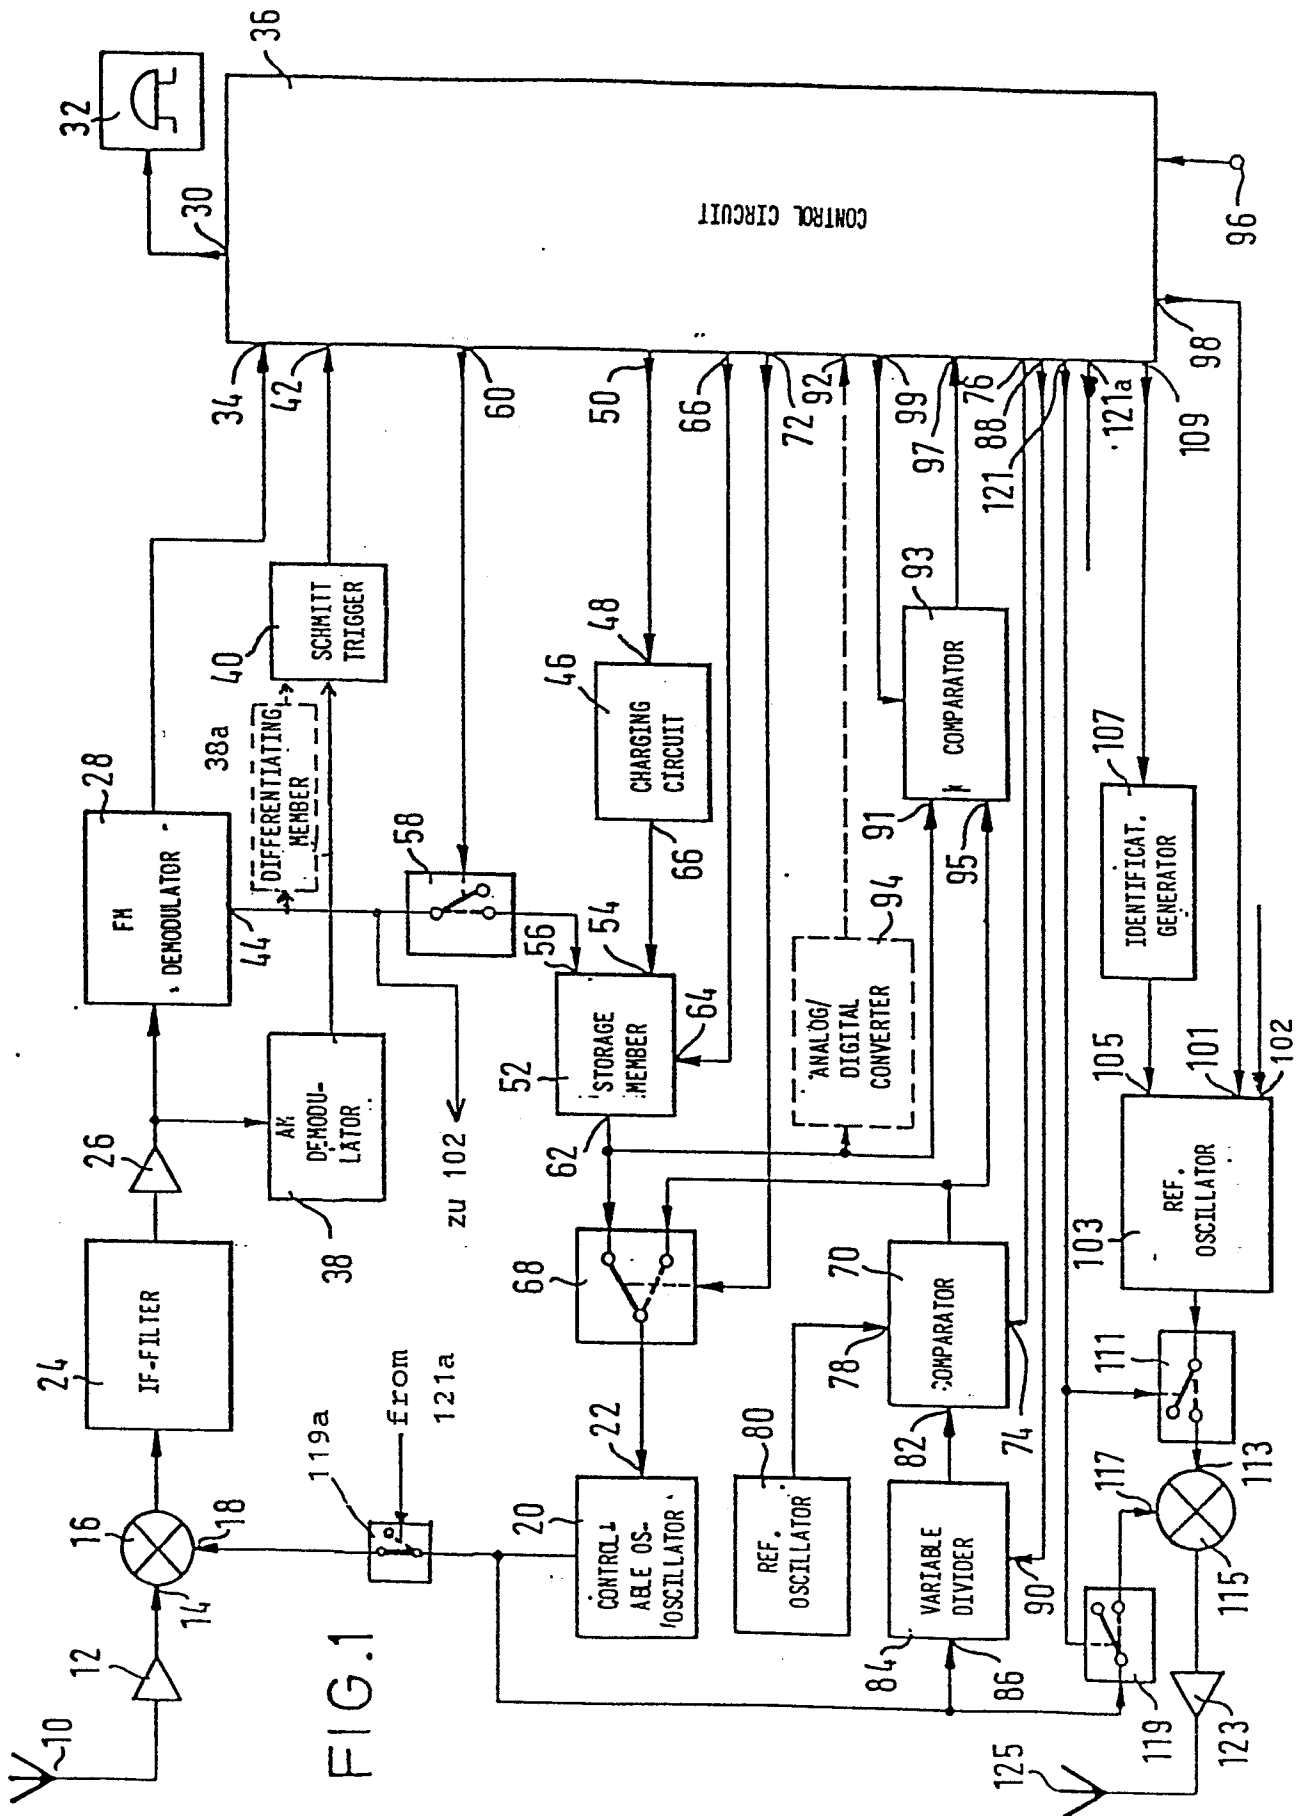 FIG.1
10
12
14
16
18
24
IF-FILTER
26
28
FM
DEMODULATOR
34
30
32
36
CONTROL CIRCUIT
38
DEMODU-
LATOR
38a
DIFFERENTIATING
MEMBER
40
SCHMITT
TRIGGER
42
44
zu 102
119a
from
121a
58
60
20
CONTROLL
ABLE OS-
OSCILLATOR
22
68
62
52
STORAGE
MEMBER
56
54
64
66
46
CHARGING
CIRCUIT
48
50
66
72
80
REF.
OSCILLATOR
78
70
COMPARATOR
74
82
84
VARIABLE
DIVIDER
86
90
ANALOG/
DIGITAL
CONVERTER
94
91
95
93
COMPARATOR
92
99
97
76
88
121
121a
109
98
96
119
117
115
113
111
123
125
103
REF.
OSCILLATOR
105
101
102
107
IDENTIFICAT.
GENERATOR